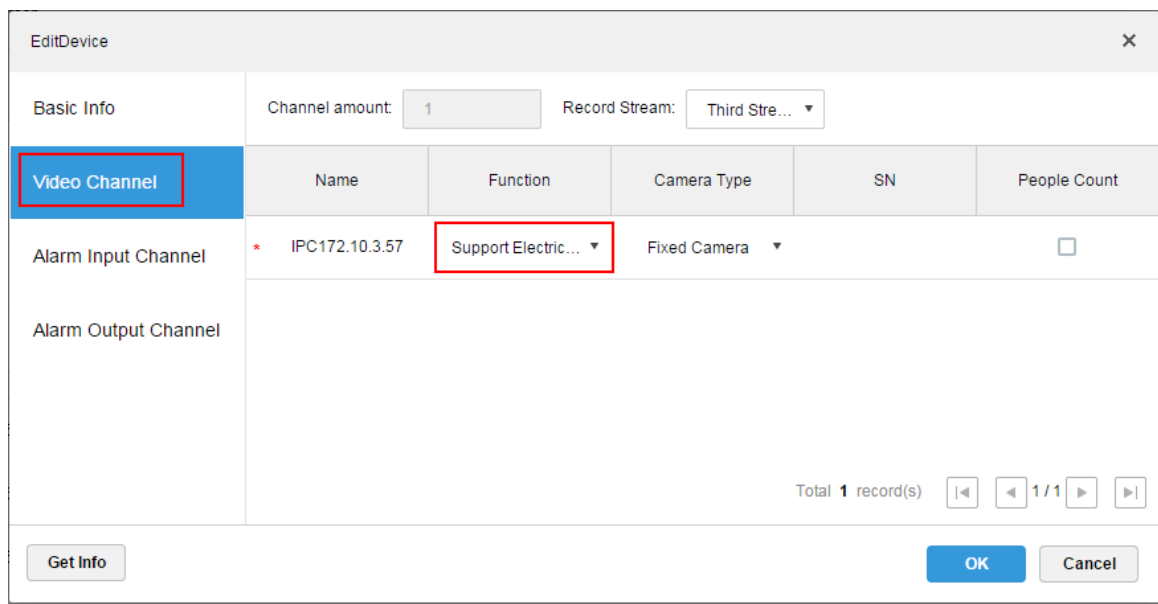 EditDevice
Basic Info
Channel amount: 1 Record Stream: Third Stre...
Video Channel
Name Function Camera Type SN People Count
* IPC172.10.3.57 Support Electric... Fixed Camera
Alarm Input Channel
Alarm Output Channel
Total 1 record(s) 1 / 1
Get Info OK Cancel